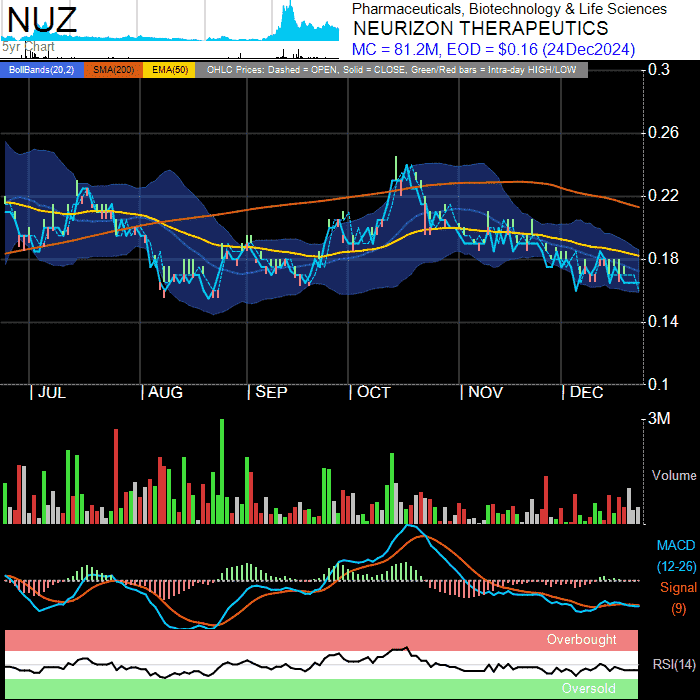 NUZ
Pharmaceuticals, Biotechnology & Life Sciences
NEURIZON THERAPEUTICS
5yr Chart
MC = 81.2M, EOD = $0.16 (24Dec2024)
BollBands(20,2) SMA(200) EMA(50) OHLC Prices: Dashed = OPEN, Solid = CLOSE, Green/Red bars = Intra-day HIGH/LOW
0.3
0.26
0.22
0.18
0.14
0.1
| JUL | AUG | SEP | OCT | NOV | DEC
3M
Volume
MACD
(12-26)
Signal
(9)
Overbought
RSI(14)
Oversold